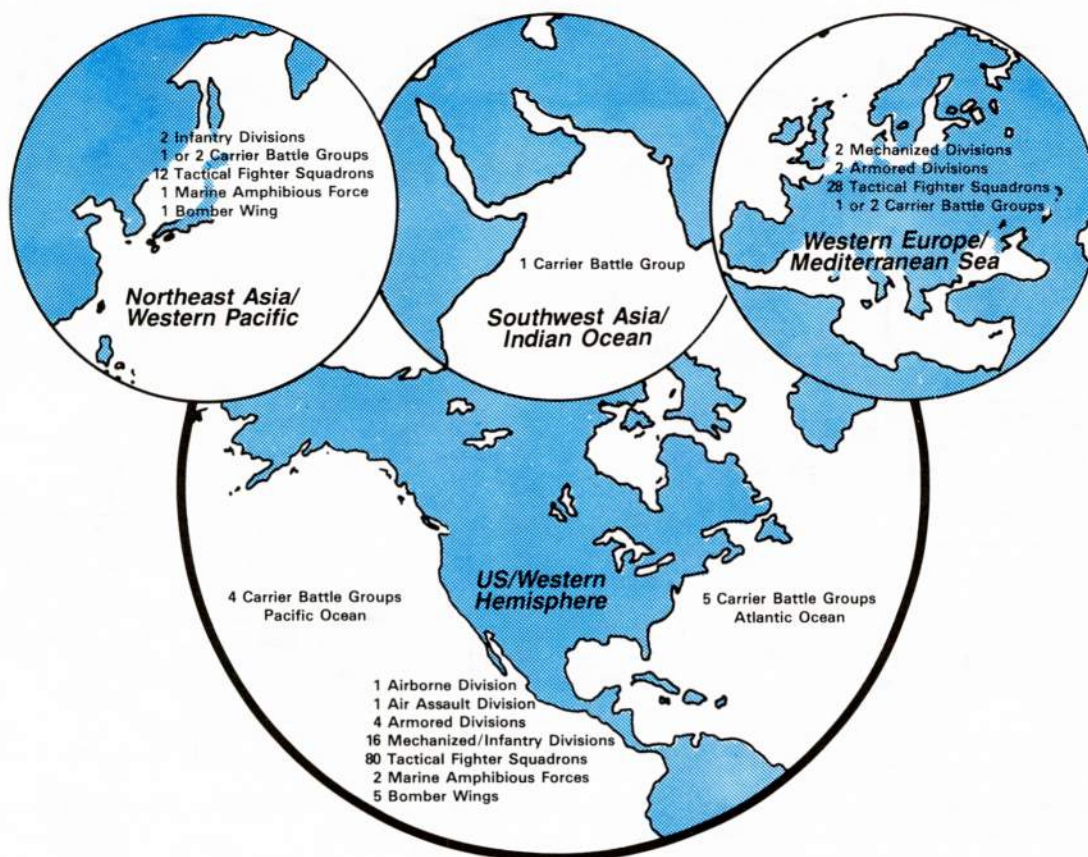 2 Infantry Divisions
1 or 2 Carrier Battle Groups
12 Tactical Fighter Squadrons
1 Marine Amphibious Force
1 Bomber Wing
Northeast Asia/
Western Pacific
1 Carrier Battle Group
Southwest Asia/
Indian Ocean
2 Mechanized Divisions
2 Armored Divisions
28 Tactical Fighter Squadrons
1 or 2 Carrier Battle Groups
Western Europe/
Mediterranean Sea
US/Western
Hemisphere
4 Carrier Battle Groups
Pacific Ocean
5 Carrier Battle Groups
Atlantic Ocean
1 Airborne Division
1 Air Assault Division
4 Armored Divisions
16 Mechanized/Infantry Divisions
80 Tactical Fighter Squadrons
2 Marine Amphibious Forces
5 Bomber Wings